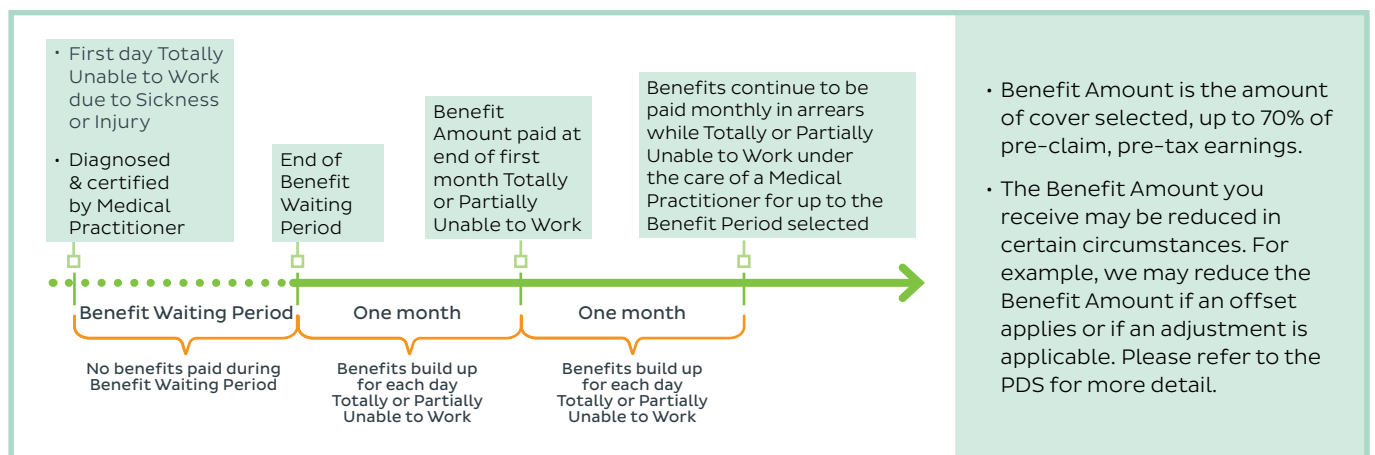 • First day Totally
Unable to Work
due to Sickness
or Injury
• Diagnosed
& certified
by Medical
Practitioner
End of
Benefit
Waiting
Period
Benefit
Amount paid at
end of first
month Totally
or Partially
Unable to Work
Benefits continue to be
paid monthly in arrears
while Totally or Partially
Unable to Work under
the care of a Medical
Practitioner for up to the
Benefit Period selected
Benefit Waiting Period
One month
One month
No benefits paid during
Benefit Waiting Period
Benefits build up
for each day
Totally or Partially
Unable to Work
Benefits build up
for each day
Totally or Partially
Unable to Work
• Benefit Amount is the amount
of cover selected, up to 70% of
pre-claim, pre-tax earnings.
• The Benefit Amount you
receive may be reduced in
certain circumstances. For
example, we may reduce the
Benefit Amount if an offset
applies or if an adjustment is
applicable. Please refer to the
PDS for more detail.